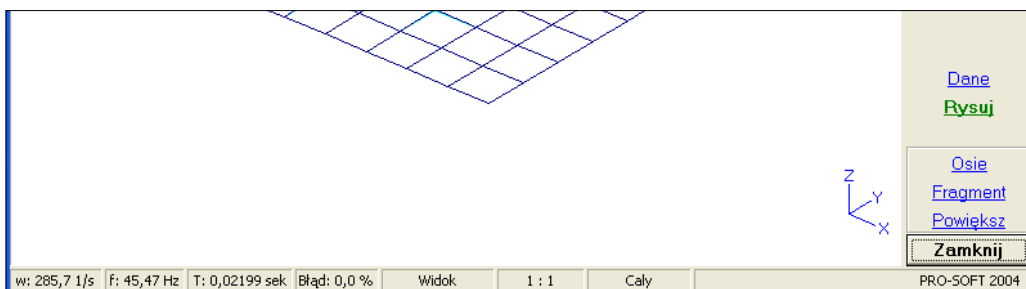 Dane
Rysuj
Osie
Fragment
Powiększ
Zamknij
Z
Y
X
w: 285,7 1/s f: 45,47 Hz T: 0,02199 sek Błąd: 0,0 % Widok 1 : 1 Caly PRO-SOFT 2004